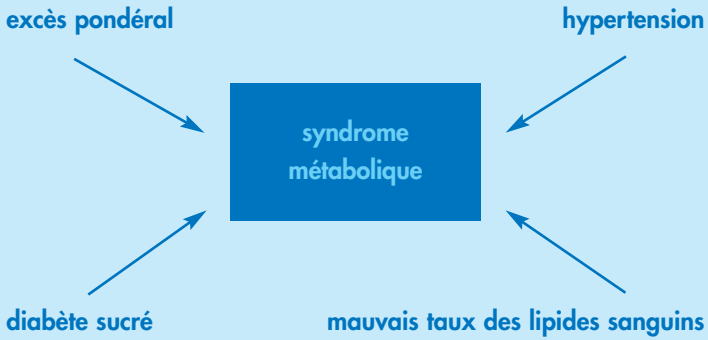 excès pondéral
hypertension
syndrome
métabolique
diabète sucré
mauvais taux des lipides sanguins